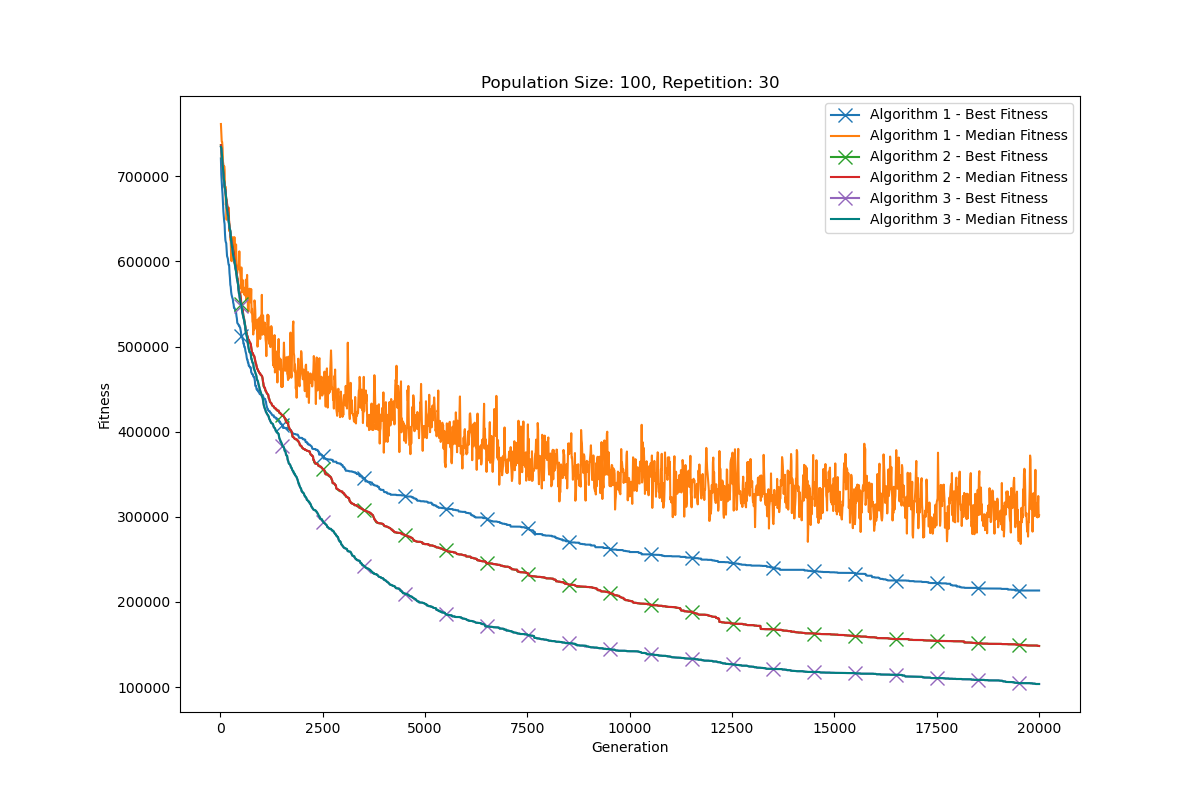 Population Size: 100, Repetition: 30
Algorithm 1 - Best Fitness
Algorithm 1 - Median Fitness
Algorithm 2 - Best Fitness
Algorithm 2 - Median Fitness
Algorithm 3 - Best Fitness
Algorithm 3 - Median Fitness
700000
600000
500000
400000
300000
200000
100000
Fitness
0 2500 5000 7500 10000 12500 15000 17500 20000
Generation